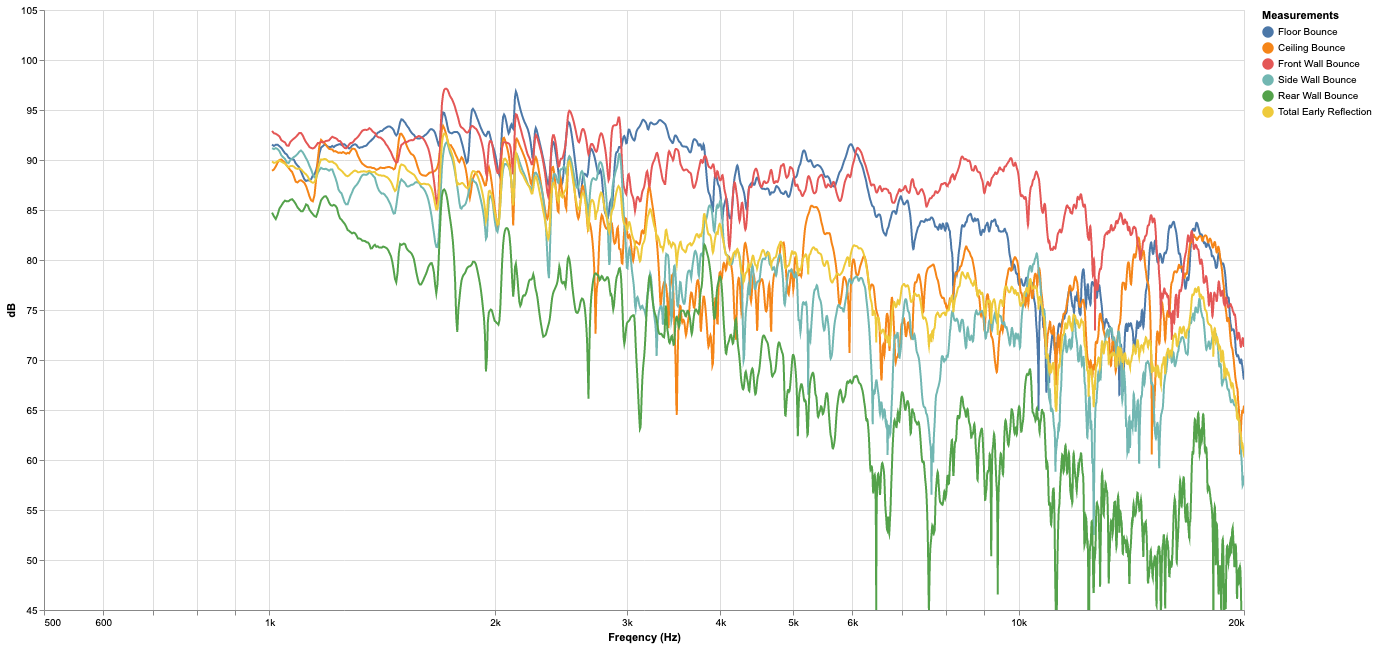 105
100
95
90
85
80
75
70
65
60
55
50
45
dB
500 600 1k 2k 3k 4k 5k 6k 10k 20k
Freqency (Hz)
Measurements
Floor Bounce
Ceiling Bounce
Front Wall Bounce
Side Wall Bounce
Rear Wall Bounce
Total Early Reflection